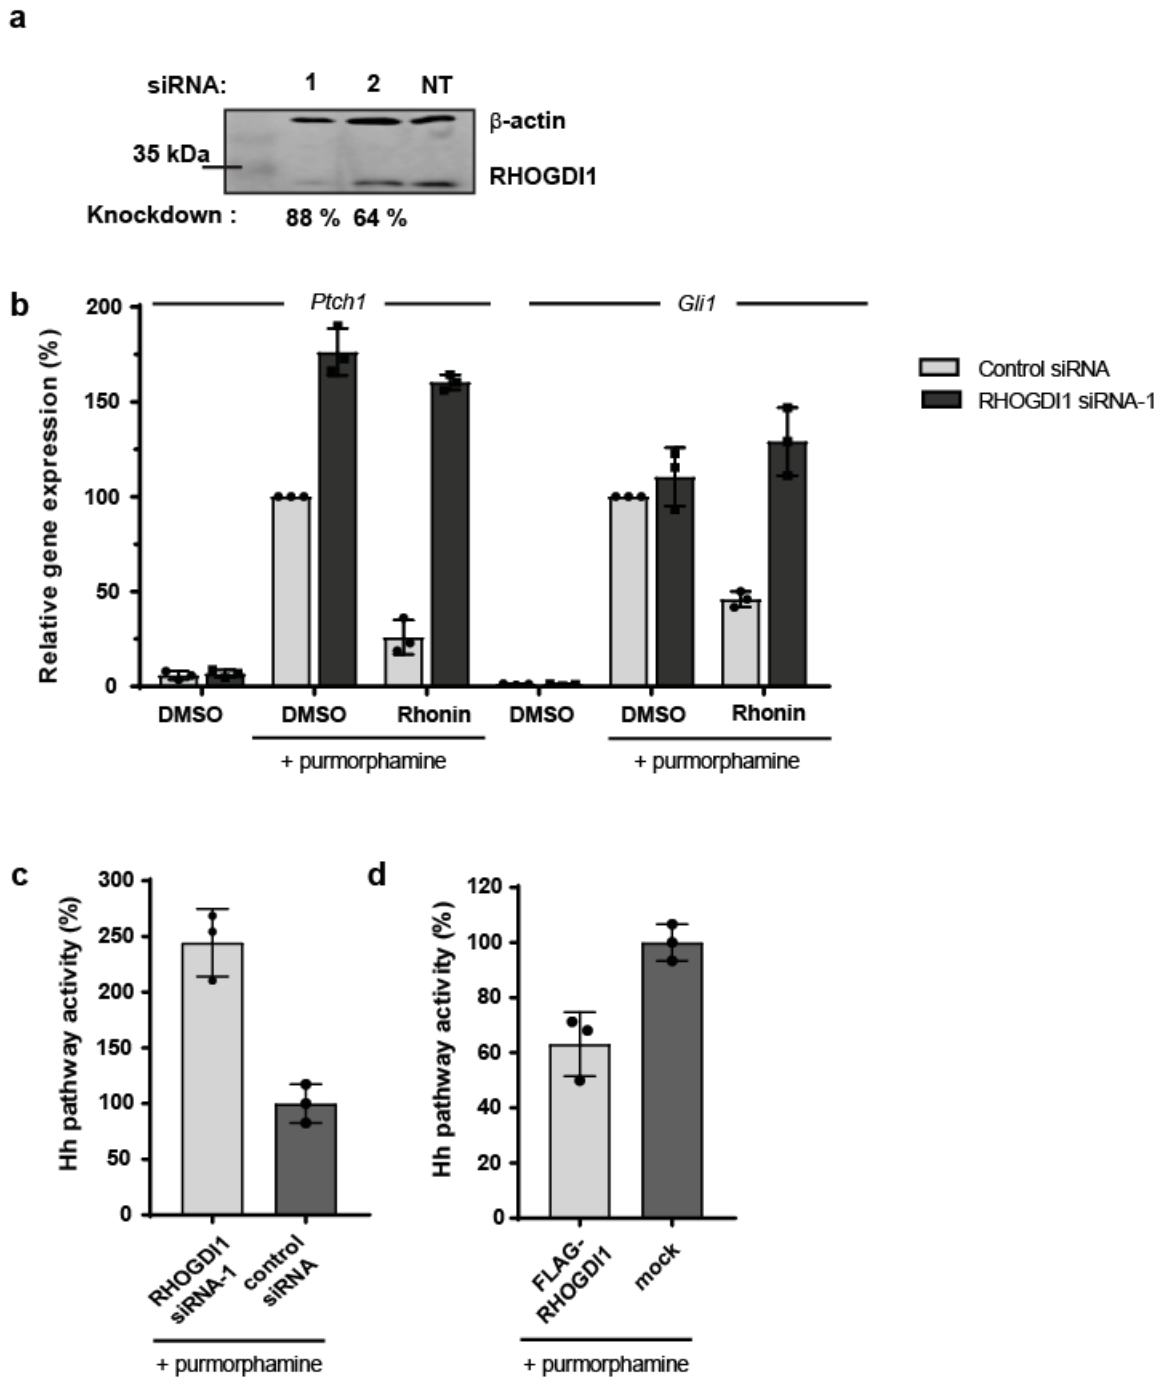 a
siRNA: 1 2 NT
β-actin
35 kDa
RHOGDI1
Knockdown : 88 % 64 %
b
Ptch1 Gli1
Relative gene expression (%)
200
150
100
50
0
Control siRNA
RHOGDI1 siRNA-1
DMSO DMSO Rhonin DMSO DMSO Rhonin
+ purmorphamine + purmorphamine
c
Hh pathway activity (%)
300
250
200
150
100
50
0
RHOGDI1
siRNA-1
control
siRNA
+ purmorphamine
d
Hh pathway activity (%)
120
100
80
60
40
20
0
FLAG-
RHOGDI1
mock
+ purmorphamine